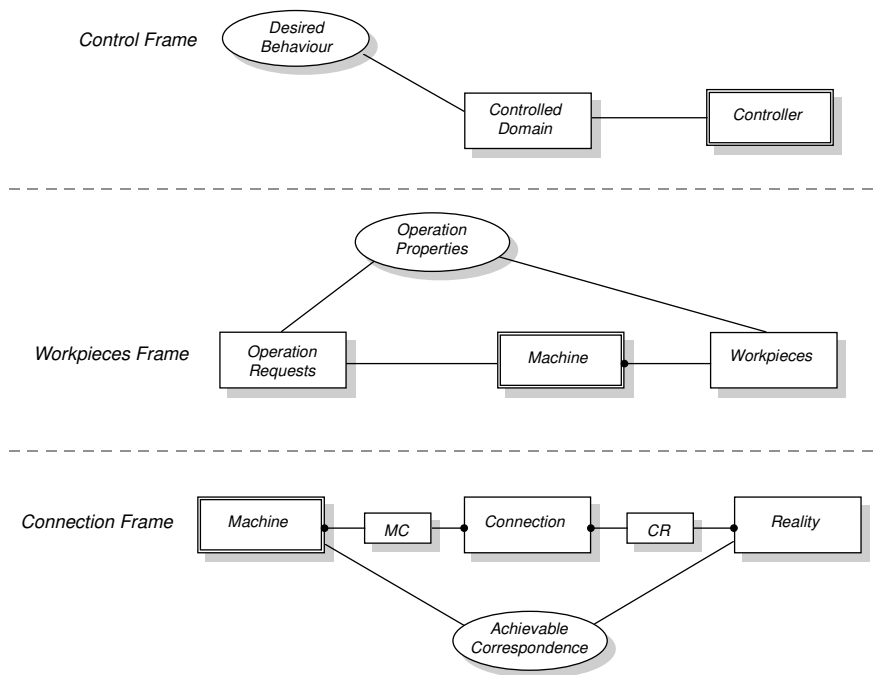 Control Frame
Desired
Behaviour
Controlled
Domain
Controller
Operation
Properties
Workpieces Frame
Operation
Requests
Machine
Workpieces
Connection Frame
Machine
MC
Connection
CR
Reality
Achievable
Correspondence